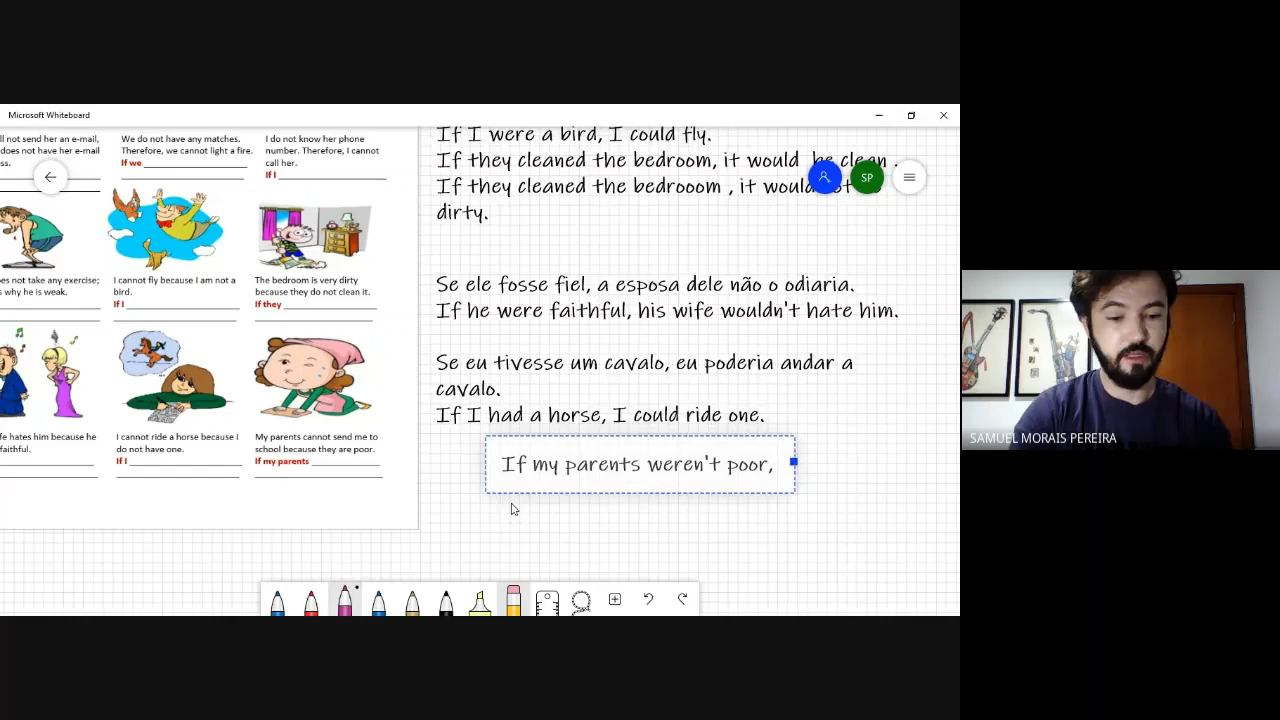 Microsoft Whiteboard
ll not send her an e-mail,
does not have her e-mail
ss.
We do not have any matches.
Therefore, we cannot light a fire.
If we
I do not know her phone
number. Therefore, I cannot
call her.
If I
oes not take any exercise;
s why he is weak.
I cannot fly because I am not a
bird.
If I
The bedroom is very dirty
because they do not clean it.
If they
fe hates him because he
faithful.
I cannot ride a horse because I
do not have one.
If I
My parents cannot send me to
school because they are poor.
If my parents
If I were a bird, I could fly.
If they cleaned the bedroom, it would be clean .
If they cleaned the bedrooom , it would
dirty.
SP
Se ele fosse fiel, a esposa dele não o odiaria.
If he were faithful, his wife wouldn't hate him.
Se eu tivesse um cavalo, eu poderia andar a
cavalo.
If I had a horse, I could ride one.
If my parents weren't poor,
SAMUEL MORAIS PEREIRA